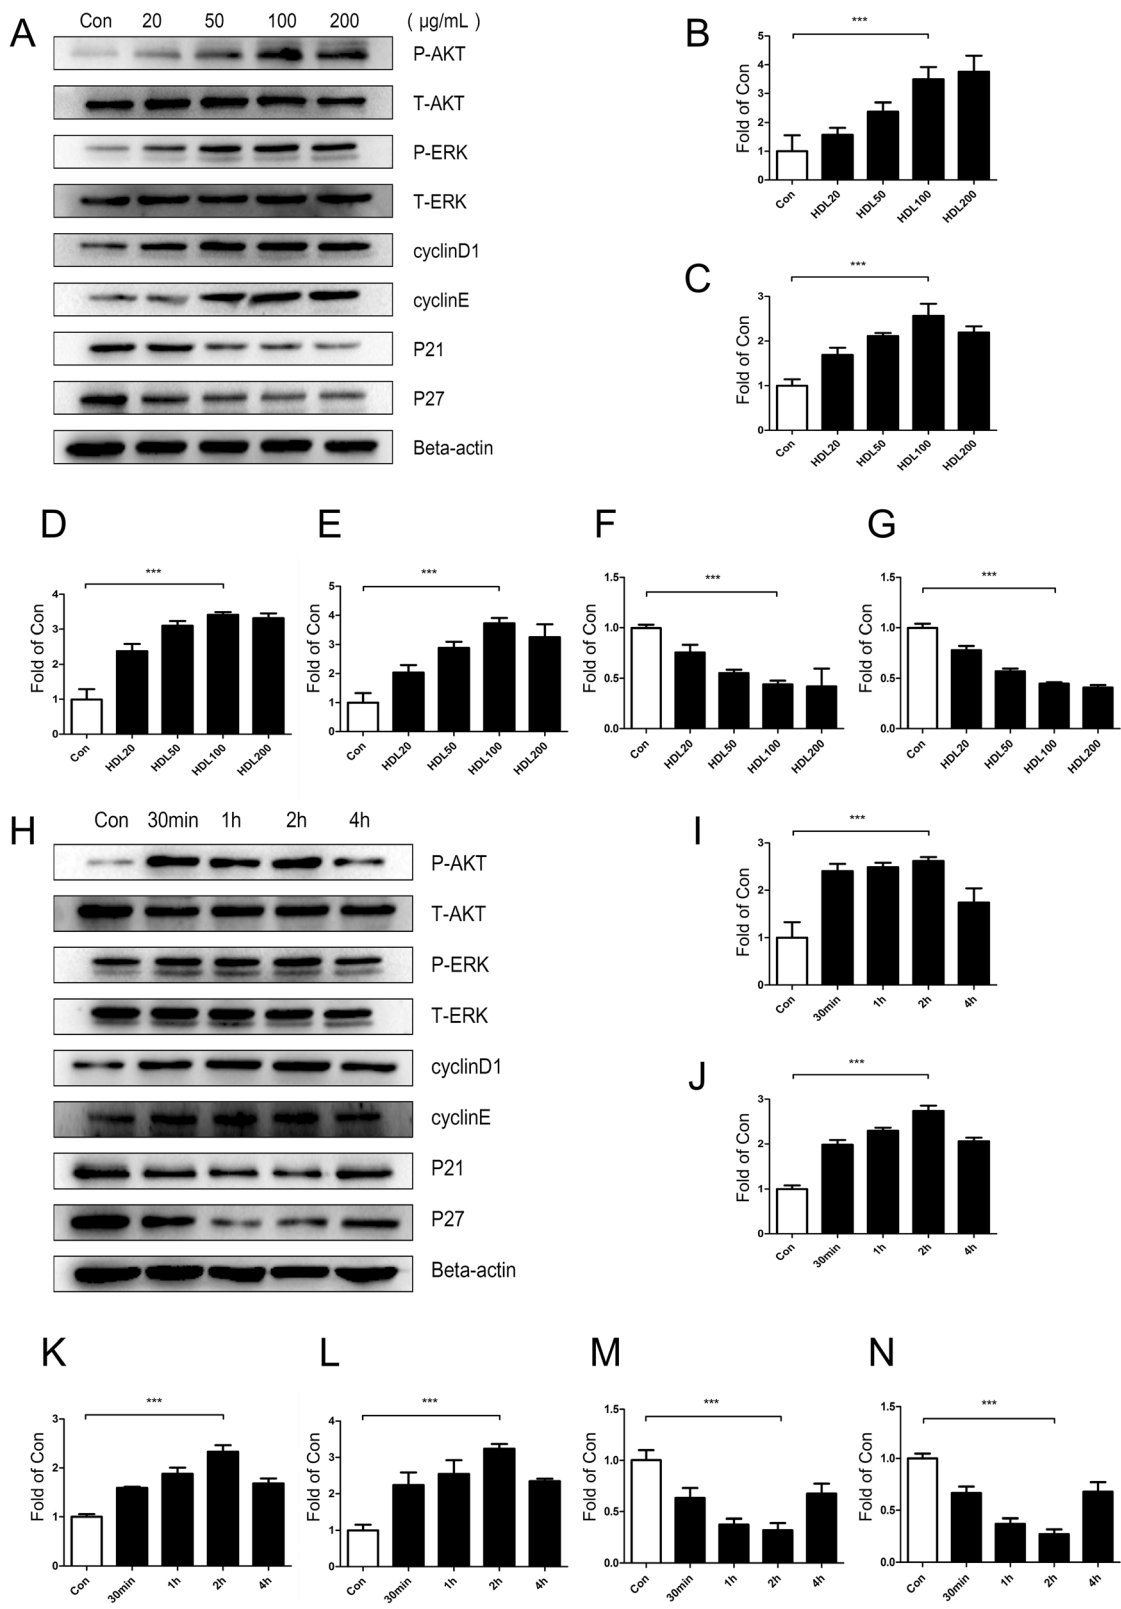 A
Con 20 50 100 200 ( μg/mL )
P-AKT
T-AKT
P-ERK
T-ERK
cyclinD1
cyclinE
P21
P27
Beta-actin
B
***
Fold of Con
5
4
3
2
1
0
Con HDL20 HDL50 HDL100 HDL200
C
***
Fold of Con
3
2
1
0
Con HDL20 HDL50 HDL100 HDL200
D
***
Fold of Con
4
3
2
1
0
Con HDL20 HDL50 HDL100 HDL200
E
***
Fold of Con
5
4
3
2
1
0
Con HDL20 HDL50 HDL100 HDL200
F
***
Fold of Con
1.5
1.0
0.5
0.0
Con HDL20 HDL50 HDL100 HDL200
G
***
Fold of Con
1.5
1.0
0.5
0.0
Con HDL20 HDL50 HDL100 HDL200
H
Con 30min 1h 2h 4h
P-AKT
T-AKT
P-ERK
T-ERK
cyclinD1
cyclinE
P21
P27
Beta-actin
I
***
Fold of Con
3
2
1
0
Con 30min 1h 2h 4h
J
***
Fold of Con
3
2
1
0
Con 30min 1h 2h 4h
K
***
Fold of Con
3
2
1
0
Con 30min 1h 2h 4h
L
***
Fold of Con
4
3
2
1
0
Con 30min 1h 2h 4h
M
***
Fold of Con
1.5
1.0
0.5
0.0
Con 30min 1h 2h 4h
N
***
Fold of Con
1.5
1.0
0.5
0.0
Con 30min 1h 2h 4h